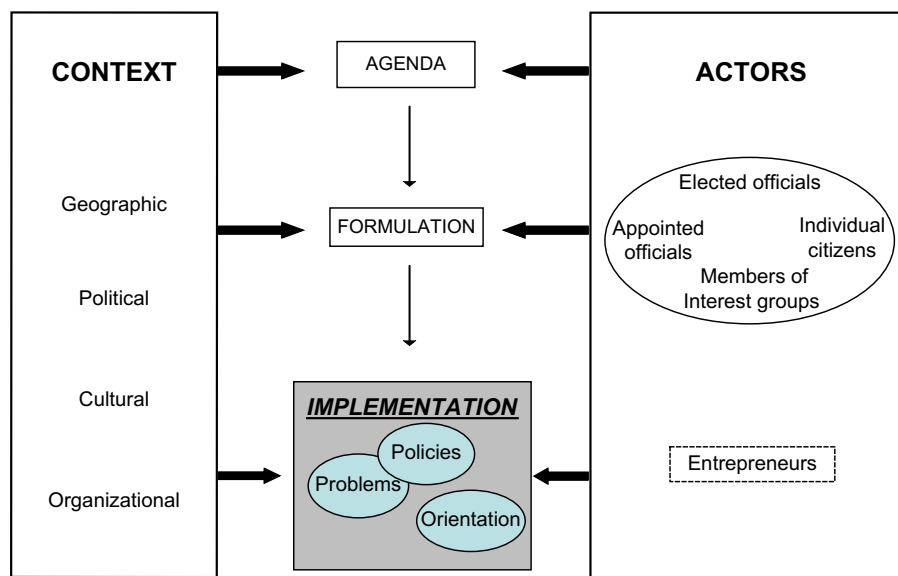 CONTEXT
Geographic
Political
Cultural
Organizational
AGENDA
FORMULATION
IMPLEMENTATION
Policies
Problems
Orientation
ACTORS
Elected officials
Appointed
officials
Individual
citizens
Members of
Interest groups
Entrepreneurs